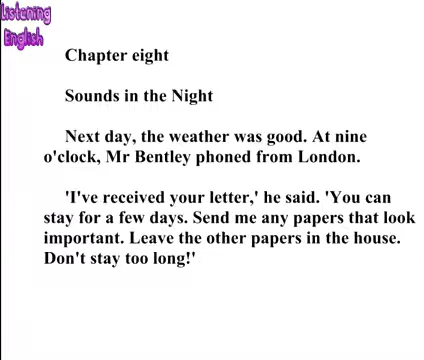 Listening
English
Chapter eight
Sounds in the Night
Next day, the weather was good. At nine
o'clock, Mr Bentley phoned from London.
'I've received your letter,' he said. 'You can
stay for a few days. Send me any papers that look
important. Leave the other papers in the house.
Don't stay too long!'